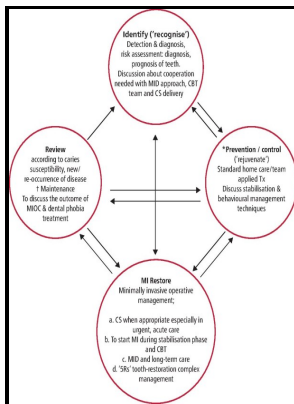 Identify ('recognise')
Detection & diagnosis,
risk assessment: diagnosis,
prognosis of teeth.
Discussion about cooperation
needed with MID approach, CBT
team and CS delivery
Review
according to caries
susceptibility, new/
re-occurrence of disease
† Maintenance
To discuss the outcome of
MIOC & dental phobia
treatment
*Prevention / control
('rejuvenate')
Standard home care/team
applied Tx
Discuss stabilisation &
behavioural management
techniques
MI Restore
Minimally invasive operative
management;
a. CS when appropriate especially in
urgent, acute care
b. To start MI during stabilisation phase
and CBT
c. MID and long-term care
d. '5Rs' tooth-restoration complex
management